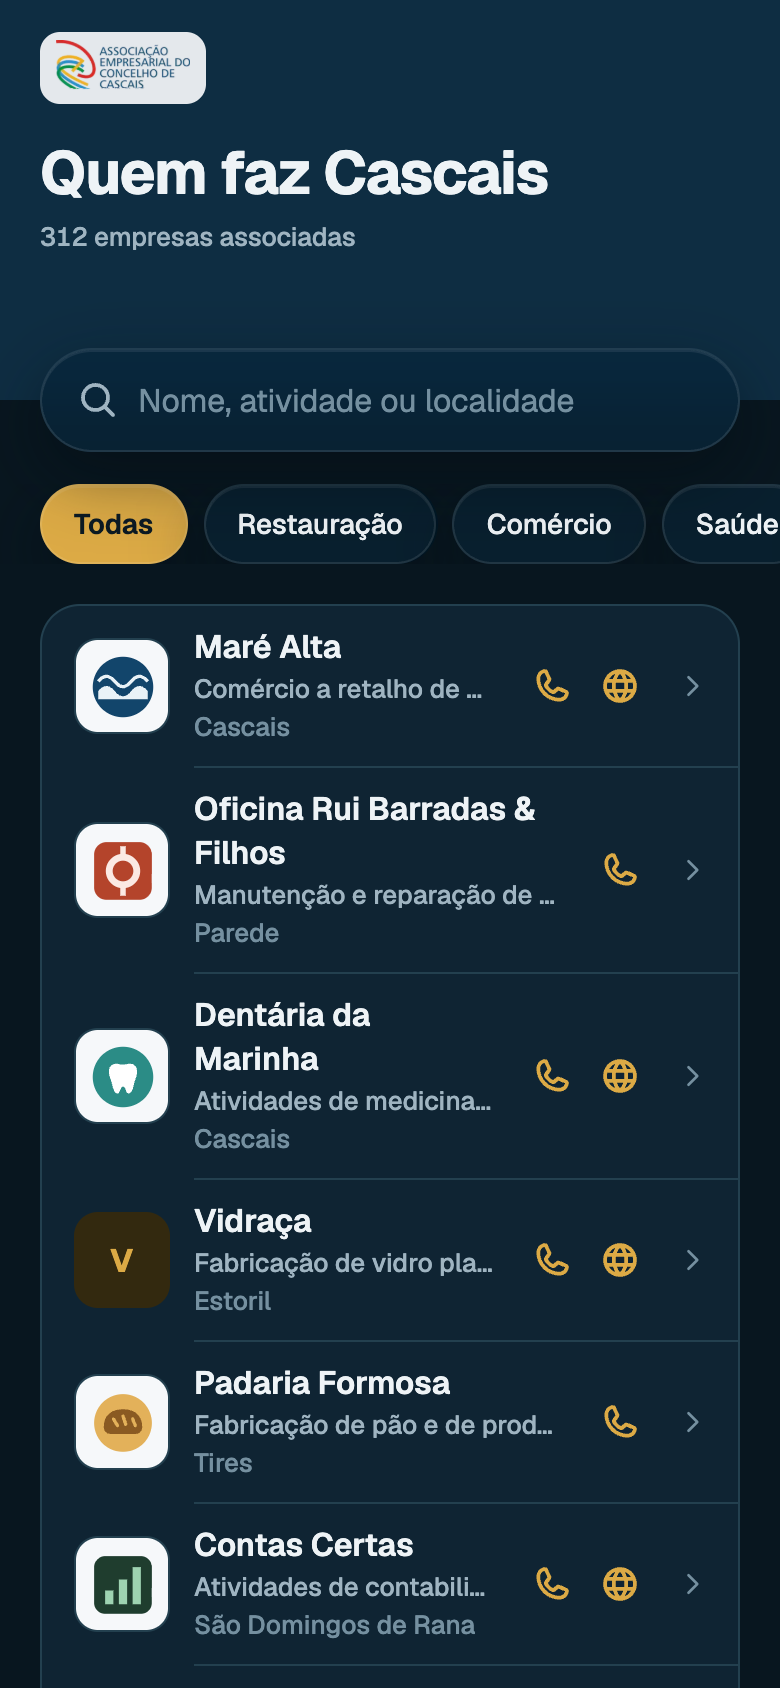 ASSOCIAÇÃO
EMPRESARIAL DO
CONCELHO DE
CASCAIS
Quem faz Cascais
312 empresas associadas
Nome, atividade ou localidade
Todas
Restauração
Comércio
Saúde
Maré Alta
Comércio a retalho de ...
Cascais
Oficina Rui Barradas &
Filhos
Manutenção e reparação de ...
Parede
Dentária da
Marinha
Atividades de medicina...
Cascais
V
Vidraça
Fabricação de vidro pla...
Estoril
Padaria Formosa
Fabricação de pão e de prod...
Tires
Contas Certas
Atividades de contabili...
São Domingos de Rana